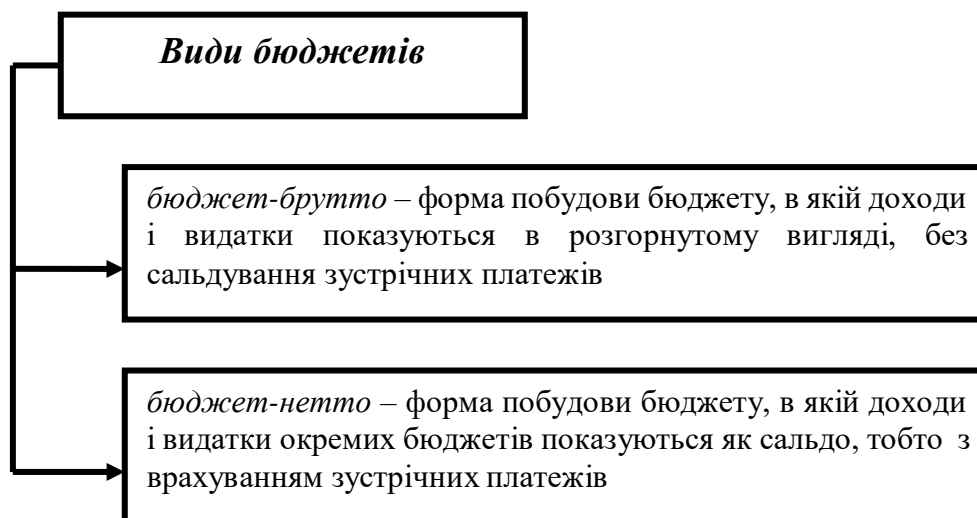 Види бюджетів
бюджет-брутто – форма побудови бюджету, в якій доходи
і видатки показуються в розгорнутому вигляді, без
сальдування зустрічних платежів
бюджет-нетто – форма побудови бюджету, в якій доходи
і видатки окремих бюджетів показуються як сальдо, тобто з
врахуванням зустрічних платежів